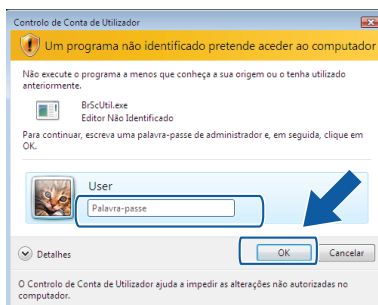 Controlo de Conta de Utilizador
Um programa não identificado pretende aceder ao computador
Não execute o programa a menos que conheça a sua origem ou o tenha utilizado
anteriormente.
BrScUtil.exe
Editor Não Identificado
Para continuar, escreva uma palavra-passe de administrador e, em seguida, clique em
OK.
User
Palavra-passe
Detalhes
OK
Cancelar
O Controlo de Conta de Utilizador ajuda a impedir as alterações não autorizadas no
computador.